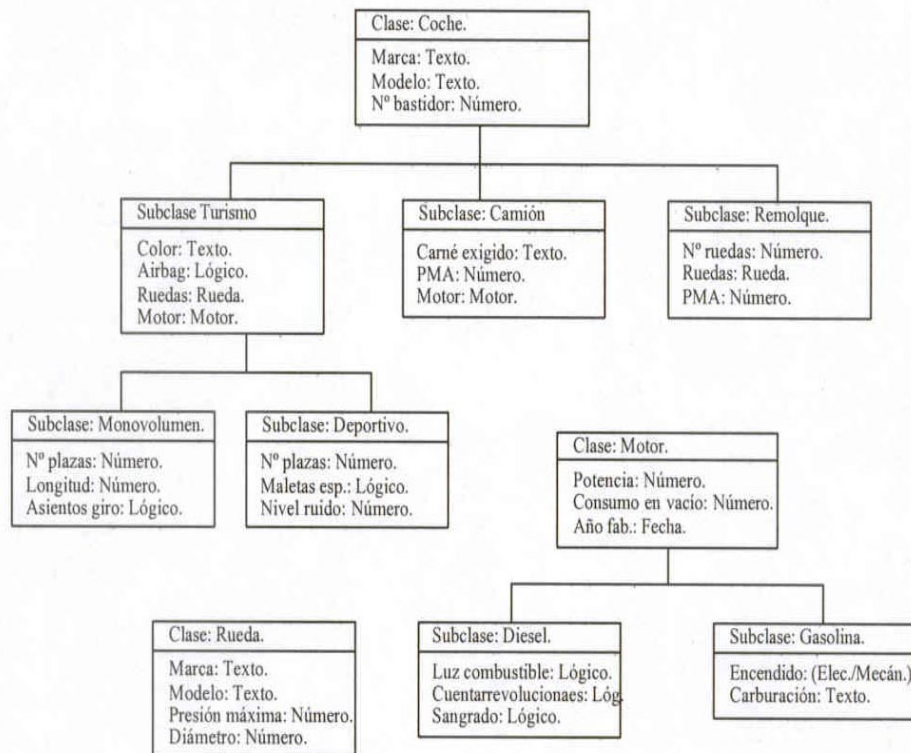 Clase: Coche.
Marca: Texto.
Modelo: Texto.
Nº bastidor: Número.
Subclase Turismo
Color: Texto.
Airbag: Lógico.
Ruedas: Rueda.
Motor: Motor.
Subclase: Camión
Carné exigido: Texto.
PMA: Número.
Motor: Motor.
Subclase: Remolque.
Nº ruedas: Número.
Ruedas: Rueda.
PMA: Número.
Subclase: Monovolumen.
Nº plazas: Número.
Longitud: Número.
Asientos giro: Lógico.
Subclase: Deportivo.
Nº plazas: Número.
Maletas esp.: Lógico.
Nivel ruido: Número.
Clase: Motor.
Potencia: Número.
Consumo en vacío: Número.
Año fab.: Fecha.
Clase: Rueda.
Marca: Texto.
Modelo: Texto.
Presión máxima: Número.
Diámetro: Número.
Subclase: Diesel.
Luz combustible: Lógico.
Cuentarrevolucionaes: Lóg.
Sangrado: Lógico.
Subclase: Gasolina.
Encendido: (Elec./Mecán.)
Carburación: Texto.